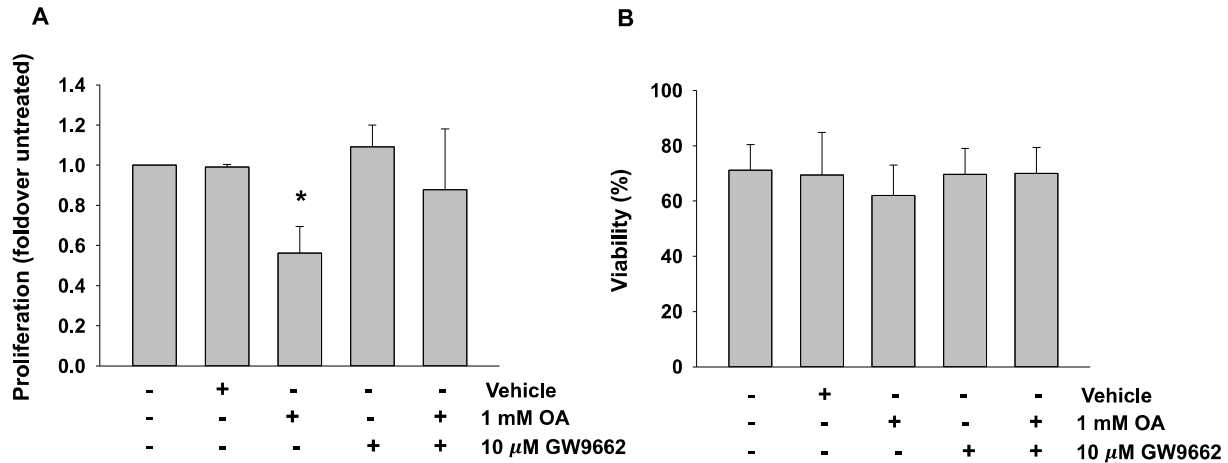 A
Proliferation (foldover untreated)
1.4
1.2
1.0
0.8
0.6
0.4
0.2
0.0
*
- + - - - Vehicle
- - + - + 1 mM OA
- - - + + 10 μM GW9662
B
Viability (%)
100
80
60
40
20
0
- + - - - Vehicle
- - + - + 1 mM OA
- - - + + 10 μM GW9662